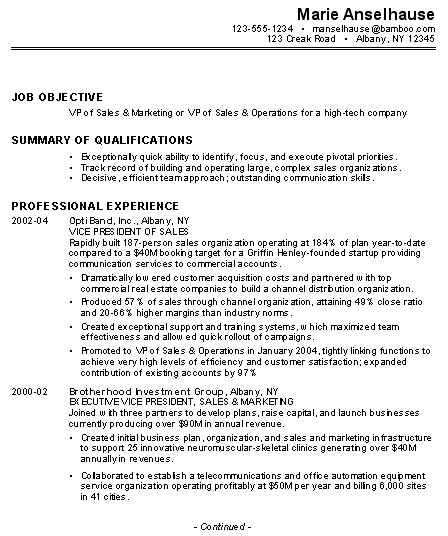 Marie Anselhause
123-555-1234 • manselhause@bamboo.com
123 Creak Road • Albany, NY 12345
JOB OBJECTIVE
VP of Sales & Marketing or VP of Sales & Operations for a high-tech company
SUMMARY OF QUALIFICATIONS
• Exceptionally quick ability to identify, focus, and execute pivotal priorities.
• Track record of building and operating large, complex sales organizations.
• Decisive, efficient team approach; outstanding communication skills.
PROFESSIONAL EXPERIENCE
2002-04 OptiBand, Inc., Albany, NY
VICE PRESIDENT OF SALES
Rapidly built 187-person sales organization operating at 184% of plan year-to-date
compared to a $40M booking target for a Griffin Henley-founded startup providing
communication services to commercial accounts.
• Dramatically lowered customer acquisition costs and partnered with top
commercial real estate companies to build a channel distribution organization.
• Produced 57% of sales through channel organization, attaining 49% close ratio
and 20-66% higher margins than industry norms.
• Created exceptional support and training systems, which maximized team
effectiveness and allowed quick rollout of campaigns.
• Promoted to VP of Sales & Operations in January 2004, tightly linking functions to
achieve very high levels of efficiency and customer satisfaction; expanded
contribution of existing accounts by 97%
2000-02 Brotherhood Investment Group, Albany, NY
EXECUTIVE VICE PRESIDENT, SALES & MARKETING
Joined with three partners to develop plans, raise capital, and launch businesses
currently producing over $90M in annual revenue.
• Created initial business plan, organization, and sales and marketing infrastructure
to support 25 innovative neuromuscular-skeletal clinics generating over $40M
annually in revenues.
• Collaborated to establish a telecommunications and office automation equipment
service organization operating profitably at $50M per year and billing 6,000 sites
in 41 cities.
- Continued -